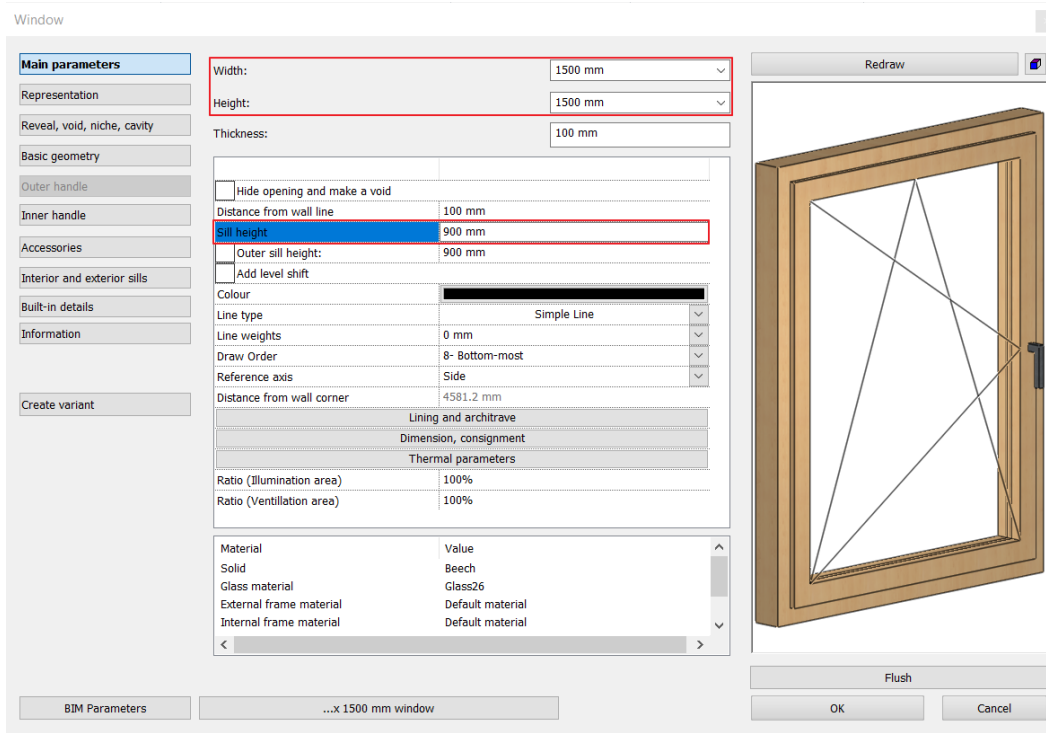 Window
Main parameters
Representation
Reveal, void, niche, cavity
Basic geometry
Outer handle
Inner handle
Accessories
Interior and exterior sills
Built-in details
Information
Create variant
Width: 1500 mm
Height: 1500 mm
Thickness: 100 mm
Hide opening and make a void
Distance from wall line 100 mm
Sill height 900 mm
Outer sill height: 900 mm
Add level shift
Colour
Line type Simple Line
Line weights 0 mm
Draw Order 8- Bottom-most
Reference axis Side
Distance from wall corner 4581.2 mm
Lining and architrave
Dimension, consignment
Thermal parameters
Ratio (Illumination area) 100%
Ratio (Ventillation area) 100%
Material Value
Solid Beech
Glass material Glass26
External frame material Default material
Internal frame material Default material
Redraw
Flush
BIM Parameters
...x 1500 mm window
OK
Cancel